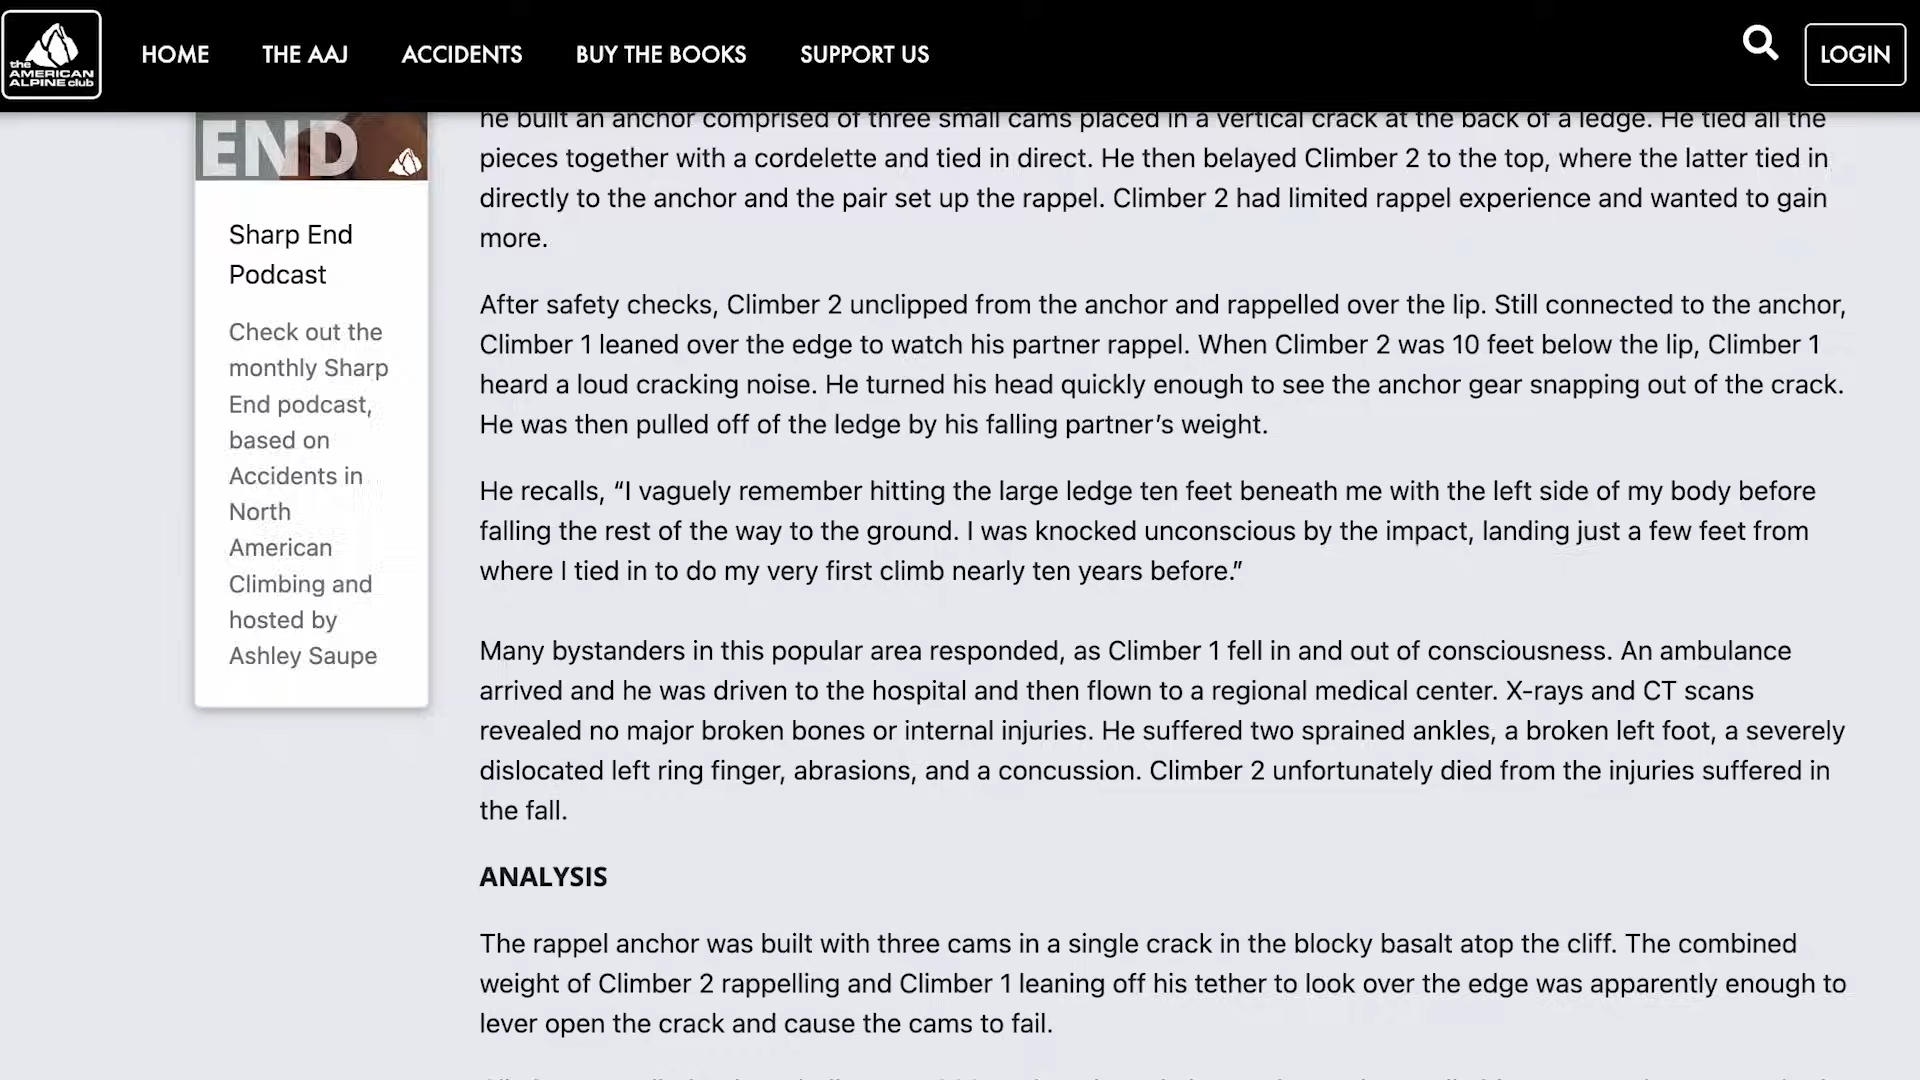 the
AMERICAN
ALPINE club
HOME THE AAJ ACCIDENTS BUY THE BOOKS SUPPORT US LOGIN
END
Sharp End
Podcast
Check out the
monthly Sharp
End podcast,
based on
Accidents in
North
American
Climbing and
hosted by
Ashley Saupe
he built an anchor comprised of three small cams placed in a vertical crack at the back of a ledge. He tied all the
pieces together with a cordelette and tied in direct. He then belayed Climber 2 to the top, where the latter tied in
directly to the anchor and the pair set up the rappel. Climber 2 had limited rappel experience and wanted to gain
more.
After safety checks, Climber 2 unclipped from the anchor and rappelled over the lip. Still connected to the anchor,
Climber 1 leaned over the edge to watch his partner rappel. When Climber 2 was 10 feet below the lip, Climber 1
heard a loud cracking noise. He turned his head quickly enough to see the anchor gear snapping out of the crack.
He was then pulled off of the ledge by his falling partner’s weight.
He recalls, “I vaguely remember hitting the large ledge ten feet beneath me with the left side of my body before
falling the rest of the way to the ground. I was knocked unconscious by the impact, landing just a few feet from
where I tied in to do my very first climb nearly ten years before.”
Many bystanders in this popular area responded, as Climber 1 fell in and out of consciousness. An ambulance
arrived and he was driven to the hospital and then flown to a regional medical center. X-rays and CT scans
revealed no major broken bones or internal injuries. He suffered two sprained ankles, a broken left foot, a severely
dislocated left ring finger, abrasions, and a concussion. Climber 2 unfortunately died from the injuries suffered in
the fall.
ANALYSIS
The rappel anchor was built with three cams in a single crack in the blocky basalt atop the cliff. The combined
weight of Climber 2 rappelling and Climber 1 leaning off his tether to look over the edge was apparently enough to
lever open the crack and cause the cams to fail.